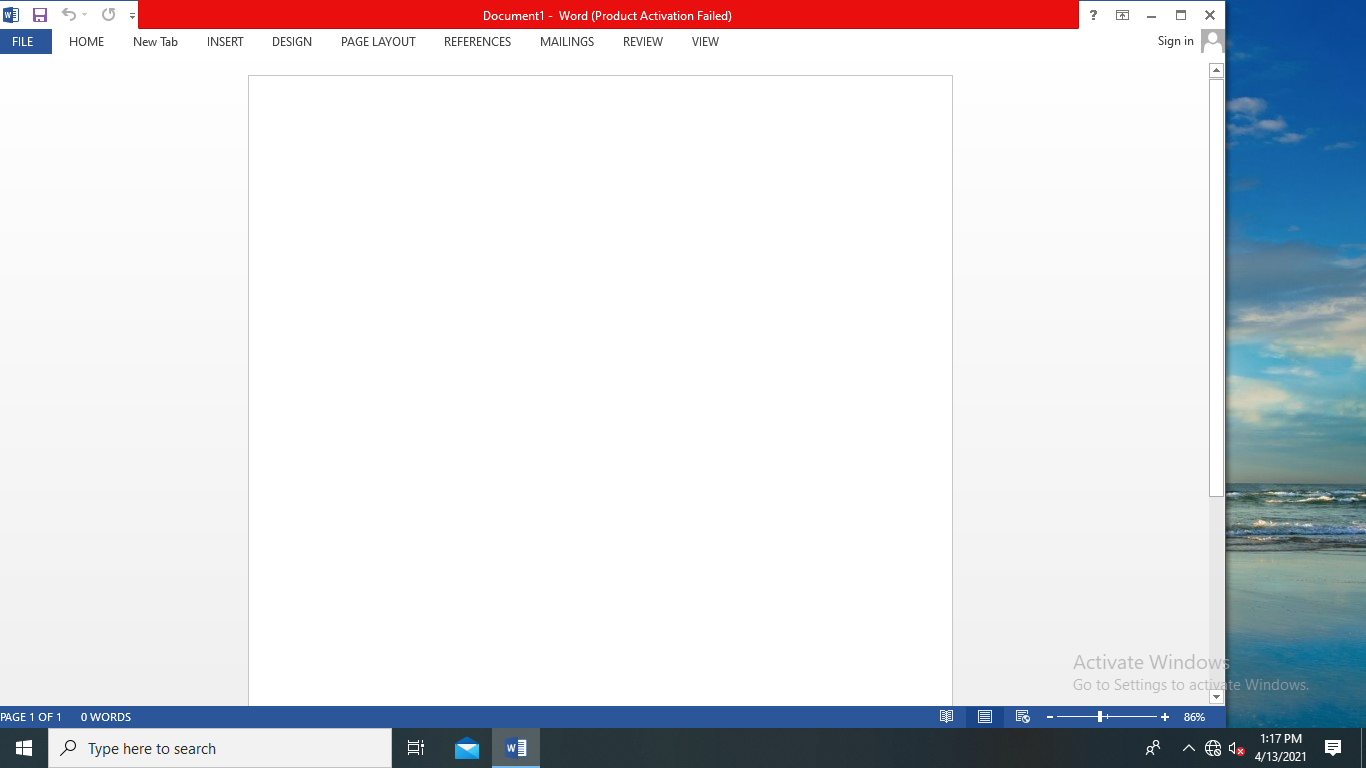 Document1 - Word (Product Activation Failed)
FILE HOME New Tab INSERT DESIGN PAGE LAYOUT REFERENCES MAILINGS REVIEW VIEW Sign in
Activate Windows
Go to Settings to activate Windows.
PAGE 1 OF 1 0 WORDS 86%
Type here to search
1:17 PM
4/13/2021